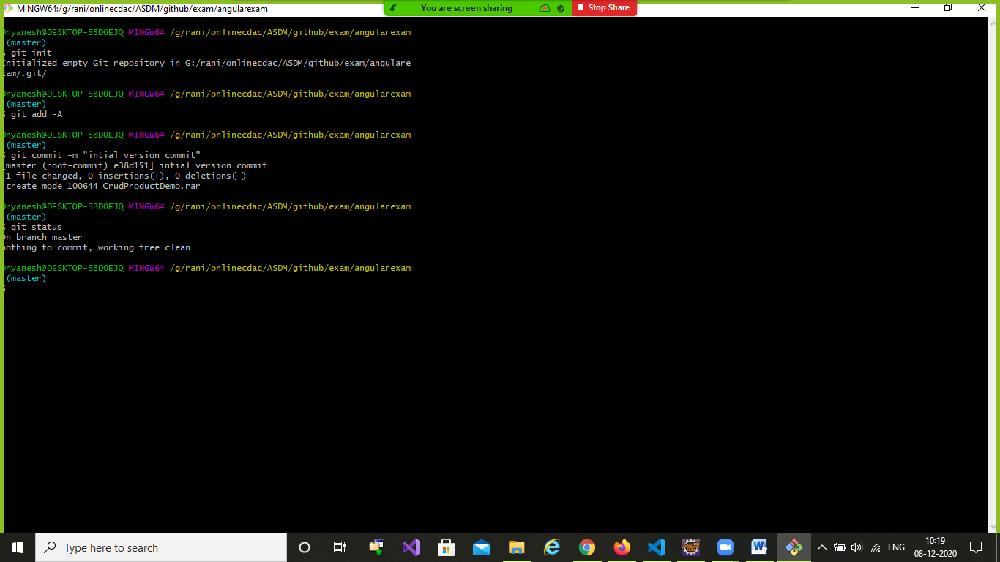 MINGW64:/g/rani/onlinecdac/ASDM/github/exam/angularexam
You are screen sharing
Stop Share
Dnyanesh@DESKTOP-SBDOEJQ MINGW64 /g/rani/onlinecdac/ASDM/github/exam/angularexam
(master)
$ git init
Initialized empty Git repository in G:/rani/onlinecdac/ASDM/github/exam/angulare
xam/.git/
Dnyanesh@DESKTOP-SBDOEJQ MINGW64 /g/rani/onlinecdac/ASDM/github/exam/angularexam
(master)
$ git add -A
Dnyanesh@DESKTOP-SBDOEJQ MINGW64 /g/rani/onlinecdac/ASDM/github/exam/angularexam
(master)
$ git commit -m "intial version commit"
[master (root-commit) e38d151] intial version commit
1 file changed, 0 insertions(+), 0 deletions(-)
create mode 100644 CrudProductDemo.rar
Dnyanesh@DESKTOP-SBDOEJQ MINGW64 /g/rani/onlinecdac/ASDM/github/exam/angularexam
(master)
$ git status
On branch master
nothing to commit, working tree clean
Dnyanesh@DESKTOP-SBDOEJQ MINGW64 /g/rani/onlinecdac/ASDM/github/exam/angularexam
(master)
$
Type here to search
ENG
10:19
08-12-2020